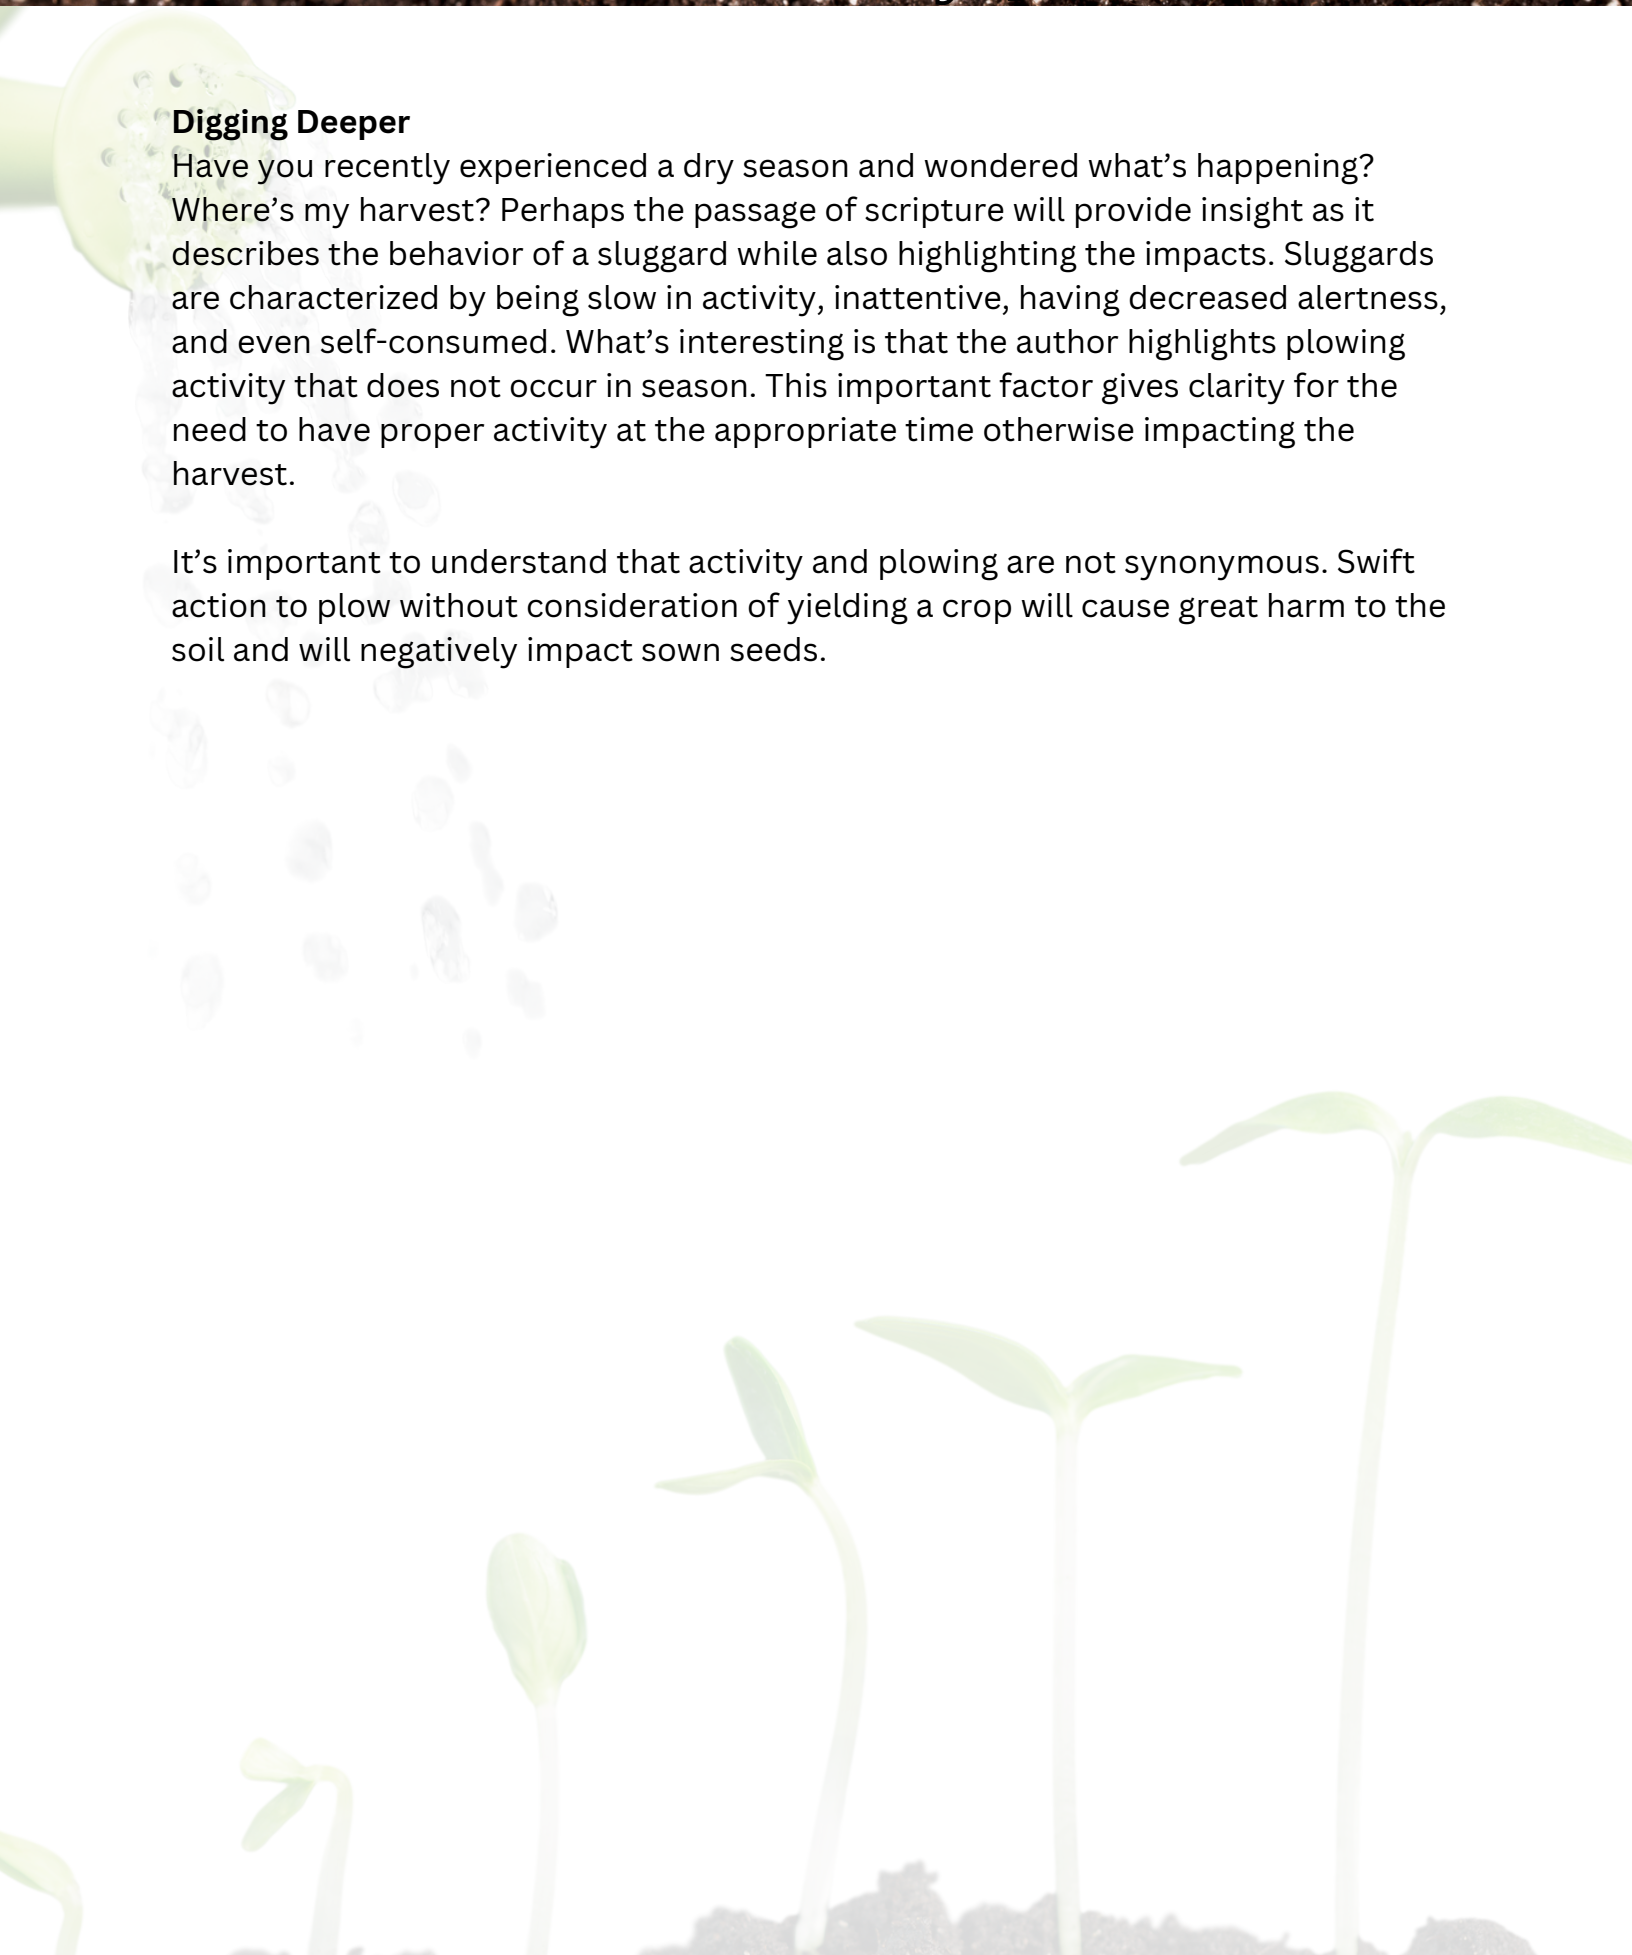 Digging Deeper
Have you recently experienced a dry season and wondered what’s happening?
Where’s my harvest? Perhaps the passage of scripture will provide insight as it
describes the behavior of a sluggard while also highlighting the impacts. Sluggards
are characterized by being slow in activity, inattentive, having decreased alertness,
and even self-consumed. What’s interesting is that the author highlights plowing
activity that does not occur in season. This important factor gives clarity for the
need to have proper activity at the appropriate time otherwise impacting the
harvest.
It’s important to understand that activity and plowing are not synonymous. Swift
action to plow without consideration of yielding a crop will cause great harm to the
soil and will negatively impact sown seeds.